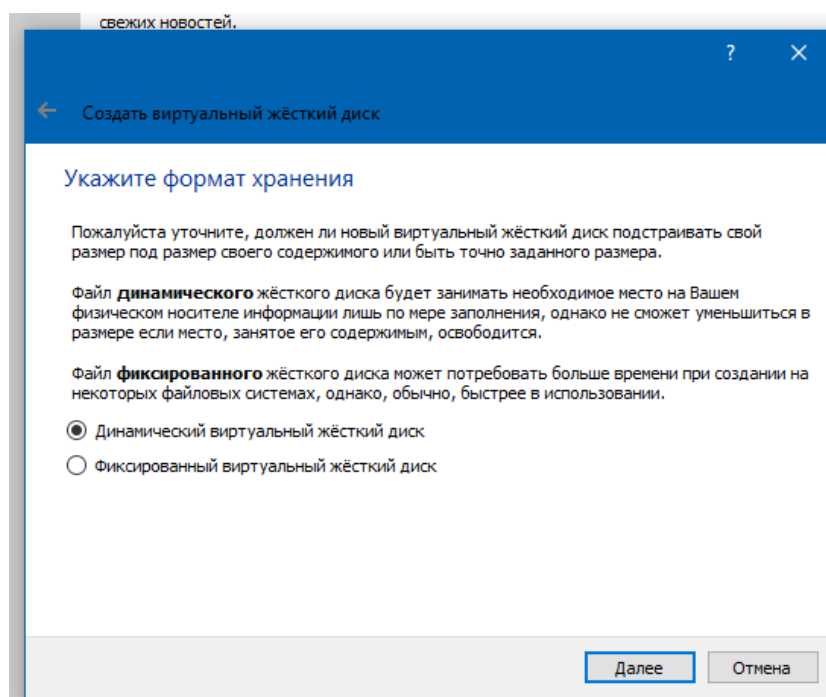 свежих новостей.
?
Создать виртуальный жёсткий диск
Укажите формат хранения
Пожалуйста уточните, должен ли новый виртуальный жёсткий диск подстраивать свой
размер под размер своего содержимого или быть точно заданного размера.
Файл динамического жёсткого диска будет занимать необходимое место на Вашем
физическом носителе информации лишь по мере заполнения, однако не сможет уменьшиться в
размере если место, занятое его содержимым, освободится.
Файл фиксированного жёсткого диска может потребовать больше времени при создании на
некоторых файловых системах, однако, обычно, быстрее в использовании.
Динамический виртуальный жёсткий диск
Фиксированный виртуальный жёсткий диск
Далее
Отмена